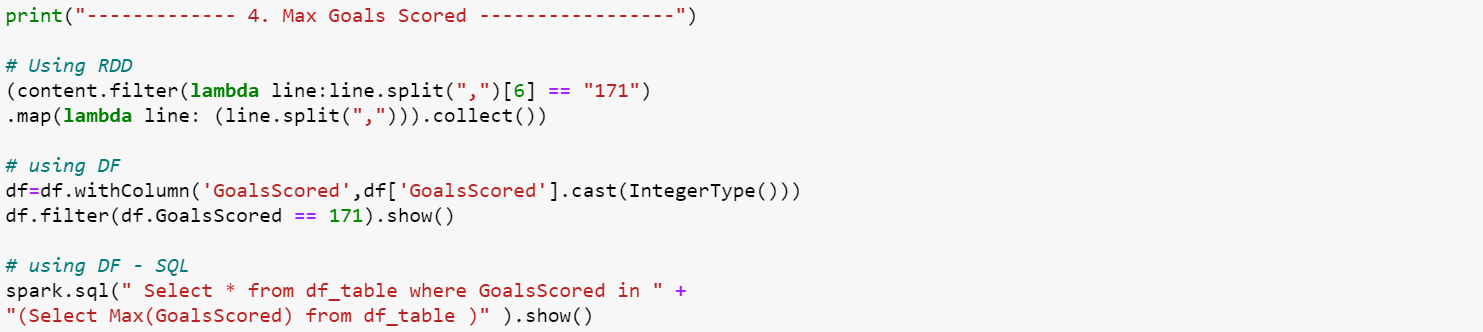 print("------------- 4. Max Goals Scored -----------------")
# Using RDD
(content.filter(lambda line:line.split(",")[6] == "171")
.map(lambda line: (line.split(","))).collect())
# using DF
df=df.withColumn('GoalsScored',df['GoalsScored'].cast(IntegerType()))
df.filter(df.GoalsScored == 171).show()
# using DF - SQL
spark.sql(" Select * from df_table where GoalsScored in " +
"(Select Max(GoalsScored) from df_table )" ).show()